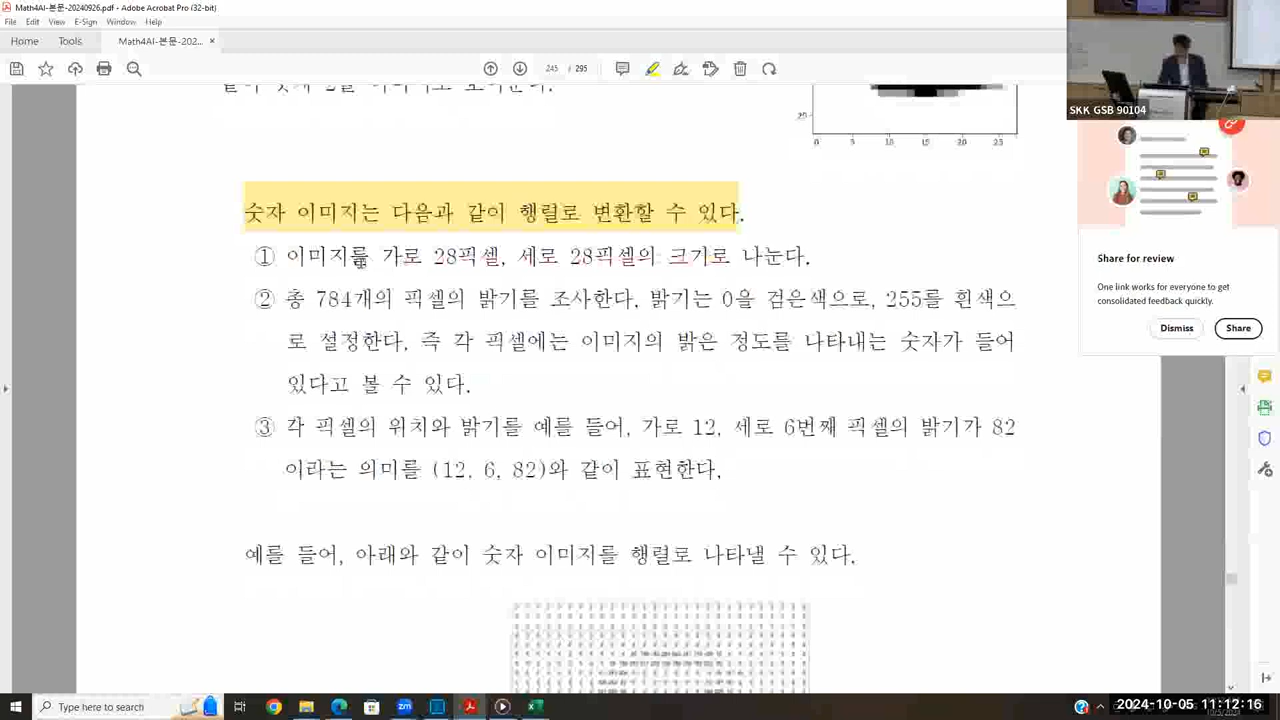 Math4AI-본문-20240926.pdf - Adobe Acrobat Pro (32-bit)
File Edit View E-Sign Window Help
Home Tools Math4AI-본문-202... ×
245 / 295
25
0 5 10 15 20 25
SKK GSB 90104
숫자 이미지는 다음과 같이 행렬로 변환할 수 있다.
① 이미지를 가로 28픽셀, 세로 28픽셀의 크기로 나눈다.
② 총 784개의 픽셀의 밝기를 조사한다. 밝기는 0을 검은색으로, 255를 흰색으
로 설정한다. 즉 각 픽셀에는 이미지의 밝은 정도를 나타내는 숫자가 들어
있다고 볼 수 있다.
③ 각 픽셀의 위치와 밝기를 예를 들어, 가로 12, 세로 6번째 픽셀의 밝기가 82
이라는 의미를 (12, 6, 82)와 같이 표현한다.
예를 들어, 아래와 같이 숫자 이미지를 행렬로 나타낼 수 있다.
Share for review
One link works for everyone to get
consolidated feedback quickly.
Dismiss Share
Type here to search
2024-10-05 11:12:16